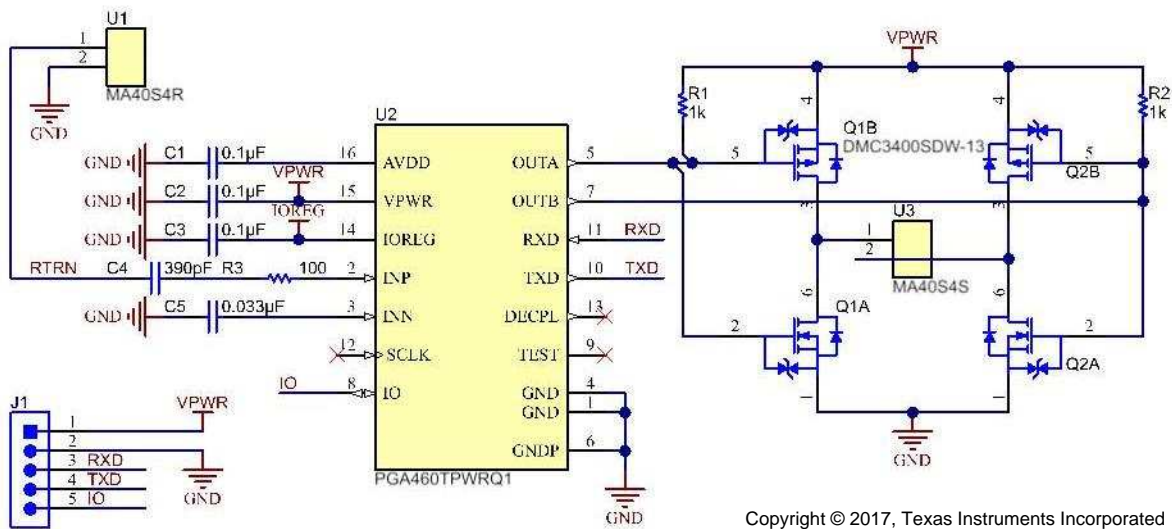 U1
1
2
MA40S4R
GND
VPWR
R1
1k
R2
1k
4
4
Q1B
DMC3400SDW-13
5
5
Q2B
3
3
U2
GND C1 0.1µF 16 AVDD OUTA 5
VPWR
GND C2 0.1µF 15 VPWR OUTB 7
IOREG
GND C3 0.1µF 14 IOREG RXD 11 RXD
RTRN C4 390pF R3 100 2 INP TXD 10 TXD
GND C5 0.033µF 3 INN DECPL 13
12 SCLK TEST 9
IO 8 IO GND 4
GND 1
GNDP 6
PGA460TPWRQ1
GND
U3
1
2
MA40S4S
6
6
Q1A
2
2
Q2A
1
1
GND
J1
VPWR
1
2
3 RXD
4 TXD
5 IO
GND
Copyright © 2017, Texas Instruments Incorporated